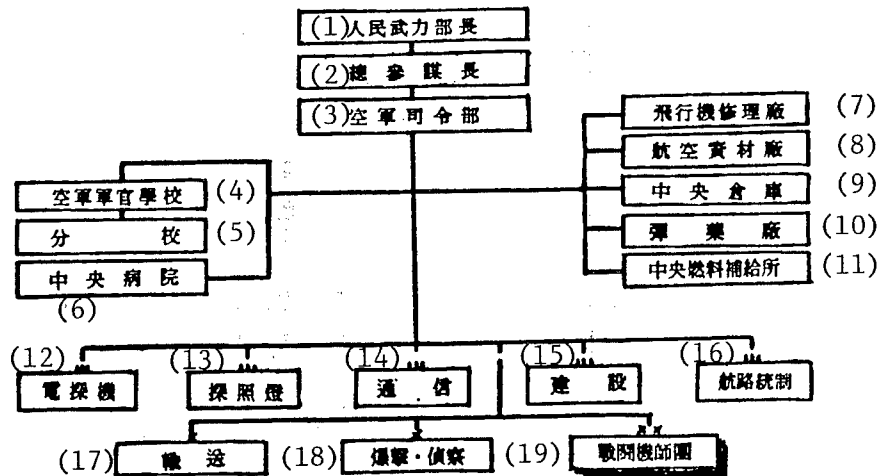 (1)人民武力部長
(2)總參謀長
(3)空軍司令部
飛行機修理廠 (7)
航空資材廠 (8)
空軍軍官學校 (4)
中央倉庫 (9)
分校 (5)
彈藥廠 (10)
中央病院
中央燃料補給所 (11)
(6)
(12) (13) (14) (15) (16)
電探機 探照燈 通信 建設 航路統制
(17) 輸送 (18) 爆擊·偵察 (19) 戰鬪機師團